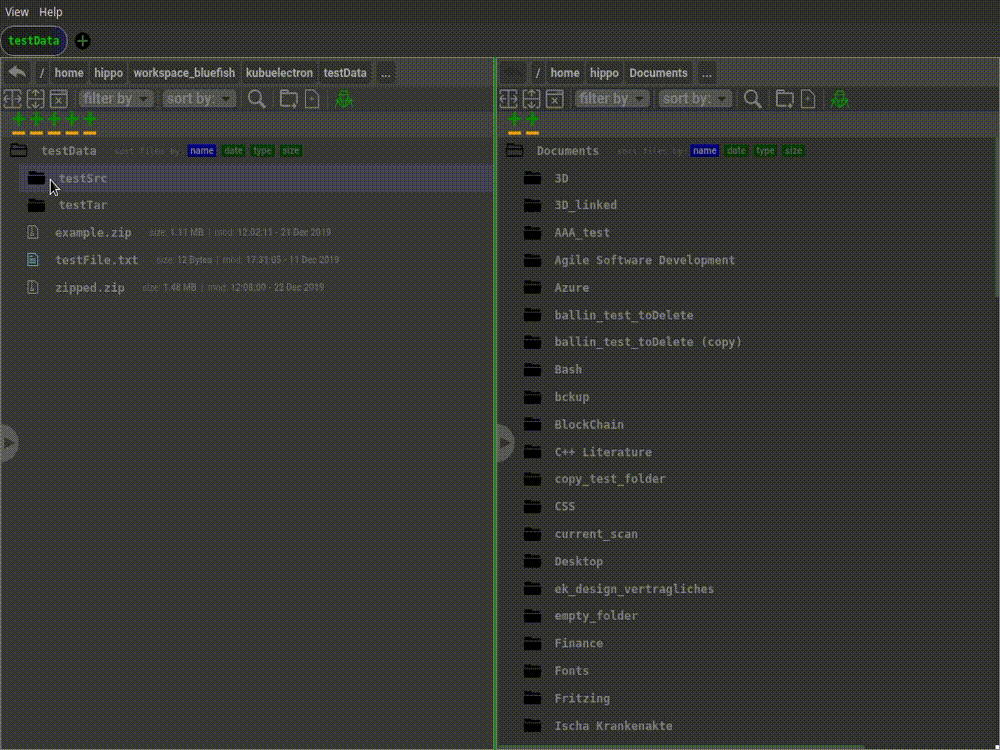 View Help
testData
/ home hippo workspace_bluefish kubuelectron testData ...
filter by: sort by:
testData sort files by: name date type size
testSrc
testTar
example.zip size: 1.11 MB | mod: 12:02:11 - 21 Dec 2019
testFile.txt size: 12 Bytes | mod: 17:31:05 - 11 Dec 2019
zipped.zip size: 1.48 MB | mod: 12:08:00 - 22 Dec 2019
/ home hippo Documents ...
filter by: sort by:
Documents sort files by: name date type size
3D
3D_linked
AAA_test
Agile Software Development
Azure
ballin_test_toDelete
ballin_test_toDelete (copy)
Bash
bckup
BlockChain
C++ Literature
copy_test_folder
CSS
current_scan
Desktop
ek_design_vertragliches
empty_folder
Finance
Fonts
Fritzing
Ischa Krankenakte